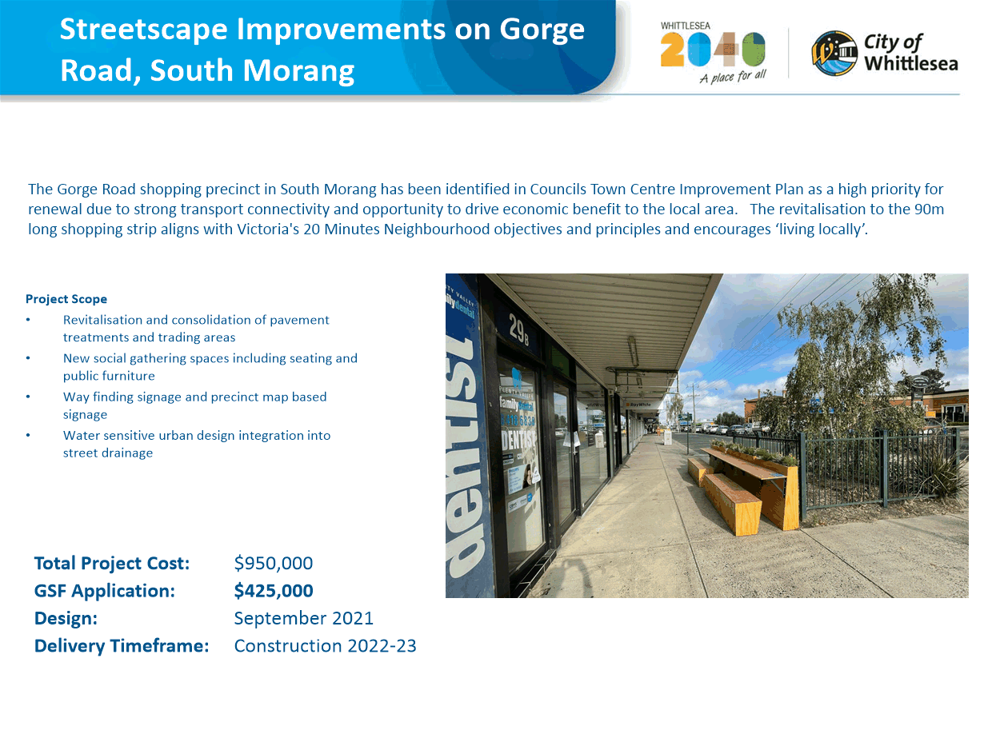 Streetscape Improvements on Gorge
Road, South Morang
WHITTLESEA
2040
A place for all
City of
Whittlesea
The Gorge Road shopping precinct in South Morang has been identified in Councils Town Centre Improvement Plan as a high priority for
renewal due to strong transport connectivity and opportunity to drive economic benefit to the local area.   The revitalisation to the 90m
long shopping strip aligns with Victoria's 20 Minutes Neighbourhood objectives and principles and encourages ‘living locally’.
Project Scope
• Revitalisation and consolidation of pavement
treatments and trading areas
• New social gathering spaces including seating and
public furniture
• Way finding signage and precinct map based
signage
• Water sensitive urban design integration into
street drainage
Total Project Cost: $950,000
GSF Application: $425,000
Design: September 2021
Delivery Timeframe: Construction 2022-23
VALLEY
dental
dentist
29B
PLENTY VALLEY
family dental
DENTIST
RayWhite